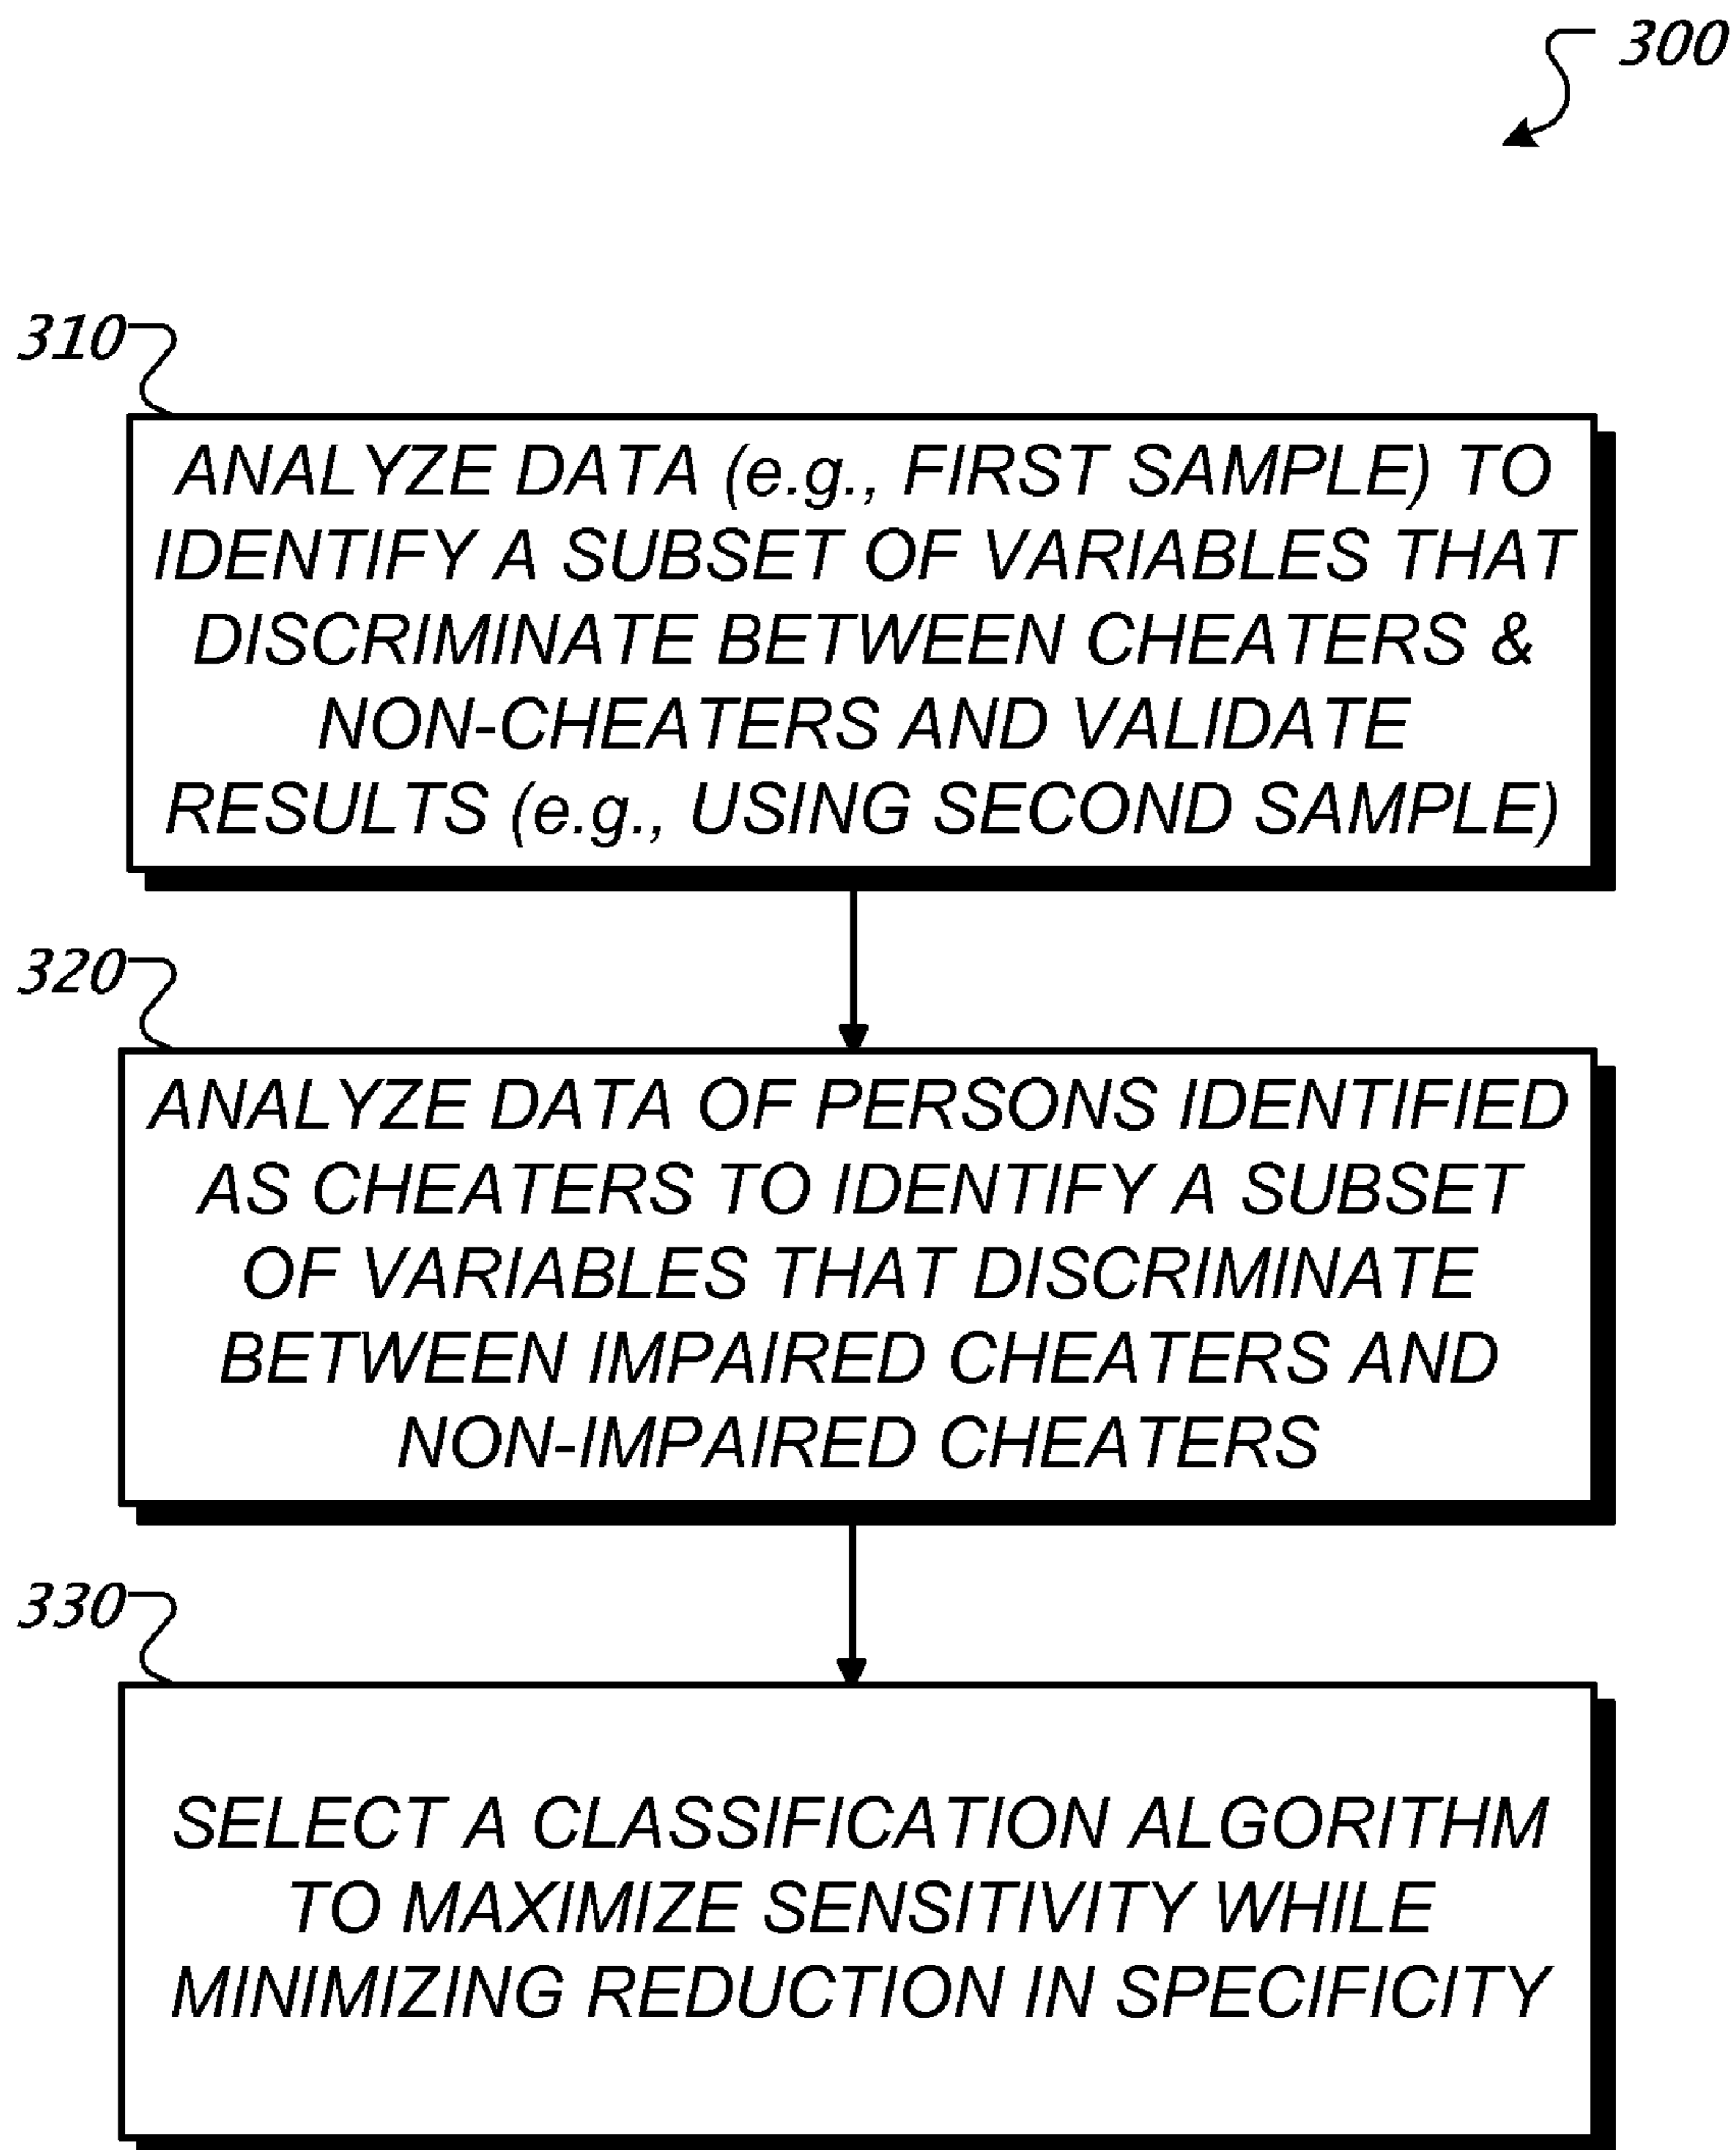 300
310
ANALYZE DATA (e.g., FIRST SAMPLE) TO
IDENTIFY A SUBSET OF VARIABLES THAT
DISCRIMINATE BETWEEN CHEATERS &
NON-CHEATERS AND VALIDATE
RESULTS (e.g., USING SECOND SAMPLE)
320
ANALYZE DATA OF PERSONS IDENTIFIED
AS CHEATERS TO IDENTIFY A SUBSET
OF VARIABLES THAT DISCRIMINATE
BETWEEN IMPAIRED CHEATERS AND
NON-IMPAIRED CHEATERS
330
SELECT A CLASSIFICATION ALGORITHM
TO MAXIMIZE SENSITIVITY WHILE
MINIMIZING REDUCTION IN SPECIFICITY